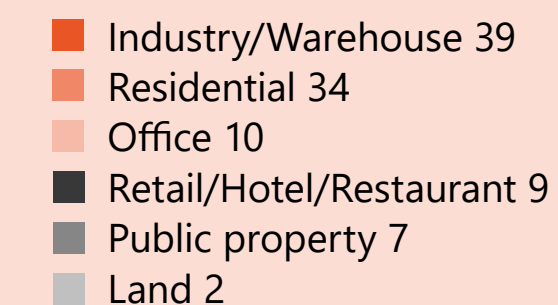 Industry/Warehouse 39
Residential 34
Office 10
Retail/Hotel/Restaurant 9
Public property 7
Land 2